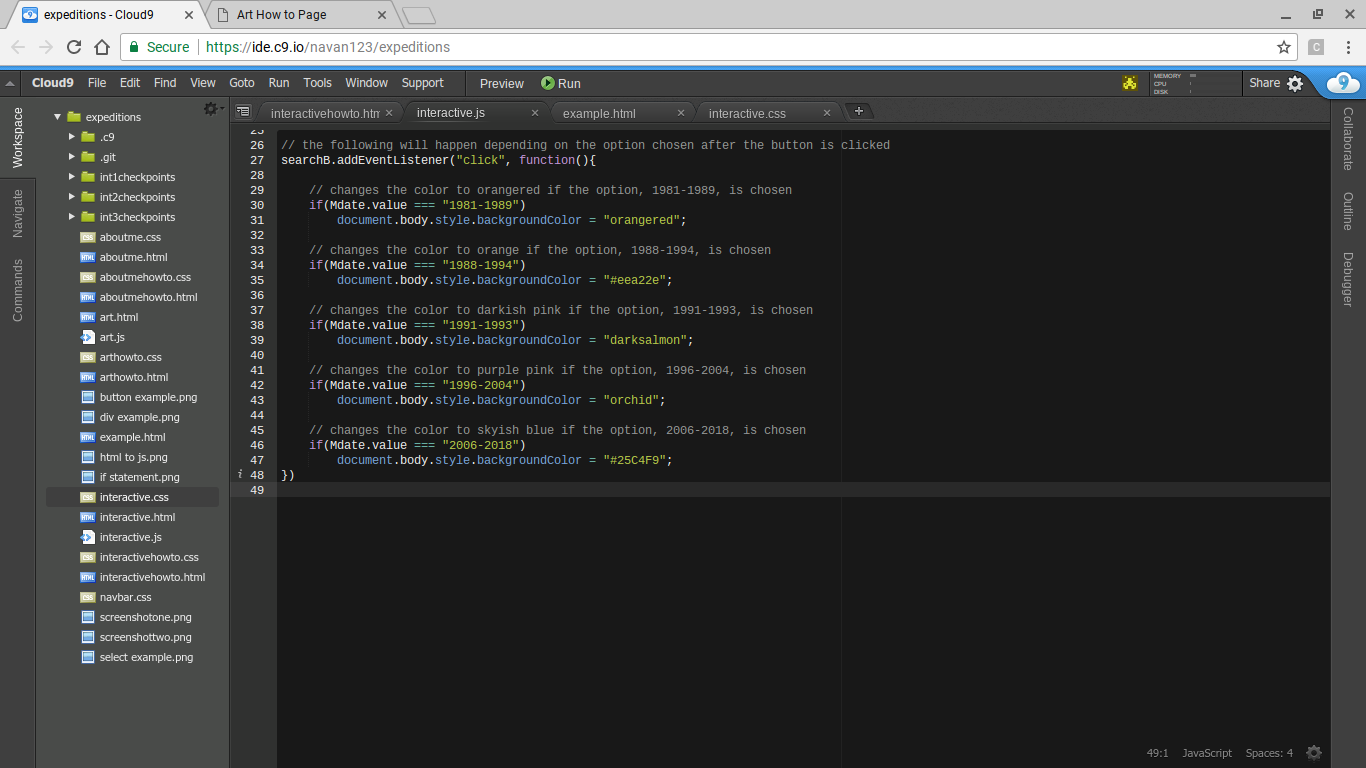 expeditions - Cloud9
Art How to Page
Secure https://ide.c9.io/navan123/expeditions
Cloud9 File Edit Find View Goto Run Tools Window Support Preview Run MEMORY CPU DISK Share
Workspace
Navigate
Commands
expeditions
.c9
.git
int1checkpoints
int2checkpoints
int3checkpoints
aboutme.css
aboutme.html
aboutmehowto.css
aboutmehowto.html
art.html
art.js
arthowto.css
arthowto.html
button example.png
div example.png
example.html
html to js.png
if statement.png
interactive.css
interactive.html
interactive.js
interactivehowto.css
interactivehowto.html
navbar.css
screenshotone.png
screenshottwo.png
select example.png
interactivehowto.htm interactive.js example.html interactive.css
25
26 // the following will happen depending on the option chosen after the button is clicked
27 searchB.addEventListener("click", function(){
28
29 // changes the color to orangered if the option, 1981-1989, is chosen
30 if(Mdate.value === "1981-1989")
31 document.body.style.backgroundColor = "orangered";
32
33 // changes the color to orange if the option, 1988-1994, is chosen
34 if(Mdate.value === "1988-1994")
35 document.body.style.backgroundColor = "#eea22e";
36
37 // changes the color to darkish pink if the option, 1991-1993, is chosen
38 if(Mdate.value === "1991-1993")
39 document.body.style.backgroundColor = "darksalmon";
40
41 // changes the color to purple pink if the option, 1996-2004, is chosen
42 if(Mdate.value === "1996-2004")
43 document.body.style.backgroundColor = "orchid";
44
45 // changes the color to skyish blue if the option, 2006-2018, is chosen
46 if(Mdate.value === "2006-2018")
47 document.body.style.backgroundColor = "#25C4F9";
i 48 })
49
49:1 JavaScript Spaces: 4
Collaborate
Outline
Debugger